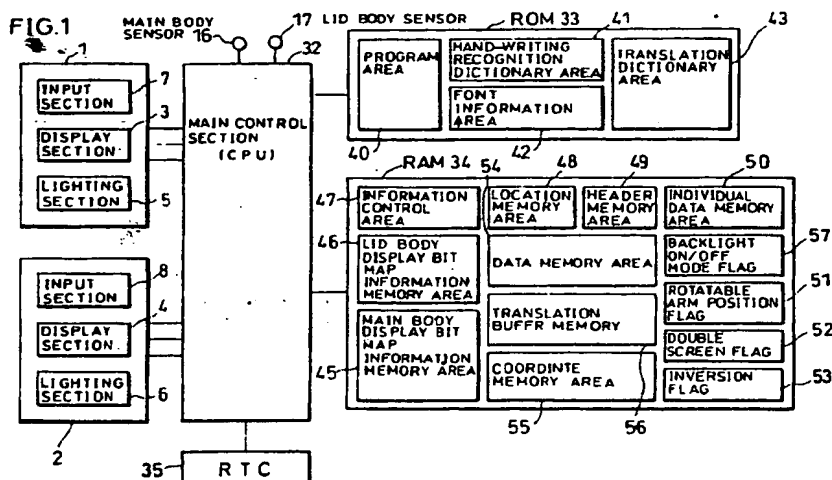 FIG.1
MAIN BODY
SENSOR 16
17
LID BODY SENSOR
1
7
INPUT
SECTION
3
DISPLAY
SECTION
LIGHTING
SECTION
5
8
INPUT
SECTION
4
DISPLAY
SECTION
LIGHTING
SECTION
6
2
32
MAIN CONTROL
SECTION
(CPU)
35
RTC
ROM 33
41
43
PROGRAM
AREA
HAND-WRITING
RECOGNITION
DICTIONARY AREA
FONT
INFORMATION
AREA
TRANSLATION
DICTIONARY
AREA
40
42
RAM 34
54
48
49
50
47
INFORMATION
CONTROL
AREA
LOCATION
MEMORY
AREA
HEADER
MEMORY
AREA
INDIVIDUAL
DATA MEMORY
AREA
46
LID BODY
DISPLAY BIT
MAP
INFORMATION
MEMORY AREA
DATA MEMORY AREA
BACKLIGHT
ON/OFF
MODE FLAG
57
ROTATABLE
ARM POSITION
FLAG
51
MAIN BODY
DISPLAY BIT
MAP
INFORMATION
MEMORY AREA
45
TRANSLATION
BUFFR MEMORY
DOUBLE
SCREEN FLAG
52
COORDINTE
MEMORY AREA
INVERSION
FLAG
53
55
56